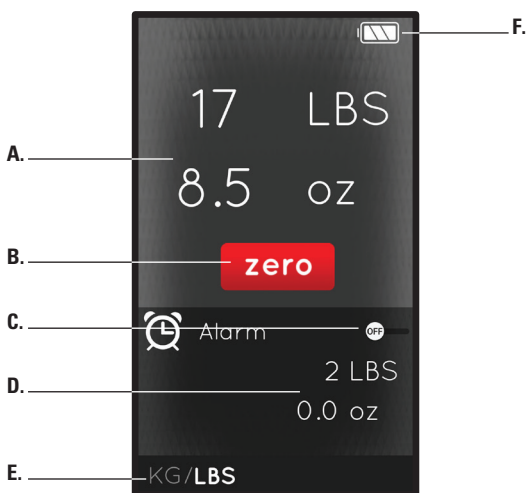 F.
17 LBS
A.
8.5 oz
B.
zero
C.
Alarm OFF
2 LBS
D.
0.0 oz
E.
KG/LBS